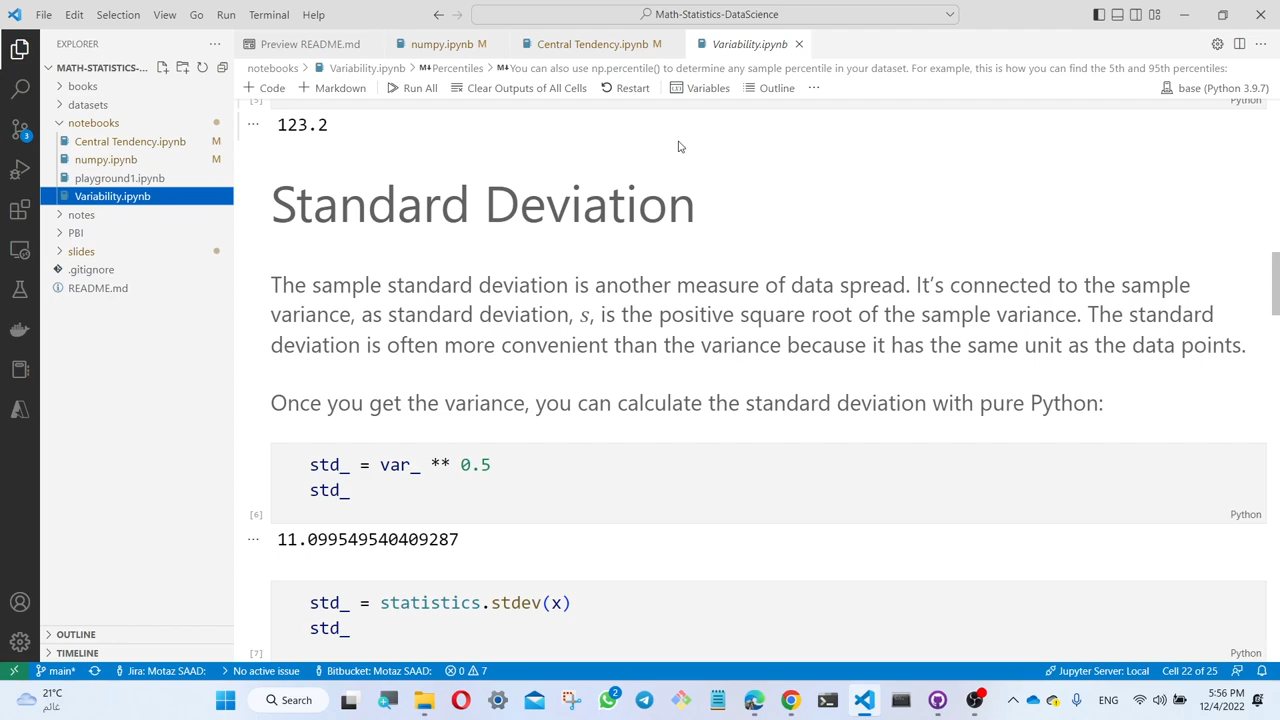 File Edit Selection View Go Run Terminal Help
Math-Statistics-DataScience
EXPLORER
Preview README.md numpy.ipynb M Central Tendency.ipynb M Variability.ipynb
MATH-STATISTICS-...
notebooks > Variability.ipynb > M↓Percentiles > M↓You can also use np.percentile() to determine any sample percentile in your dataset. For example, this is how you can find the 5th and 95th percentiles:
+ Code + Markdown Run All Clear Outputs of All Cells Restart Variables Outline ... base (Python 3.9.7)
books
datasets
notebooks
Central Tendency.ipynb M
numpy.ipynb M
playground1.ipynb
Variability.ipynb
notes
PBI
slides
.gitignore
README.md
OUTLINE
TIMELINE
3
[5] Python
123.2
Standard Deviation
The sample standard deviation is another measure of data spread. It’s connected to the sample
variance, as standard deviation, s, is the positive square root of the sample variance. The standard
deviation is often more convenient than the variance because it has the same unit as the data points.
Once you get the variance, you can calculate the standard deviation with pure Python:
std_ = var_ ** 0.5
std_
[6] Python
11.099549540409287
std_ = statistics.stdev(x)
std_
[7] Python
main* Jira: Motaz SAAD: No active issue Bitbucket: Motaz SAAD: 0 7 Jupyter Server: Local Cell 22 of 25
21°C
غائم
Search
2
ENG
5:56 PM
12/4/2022